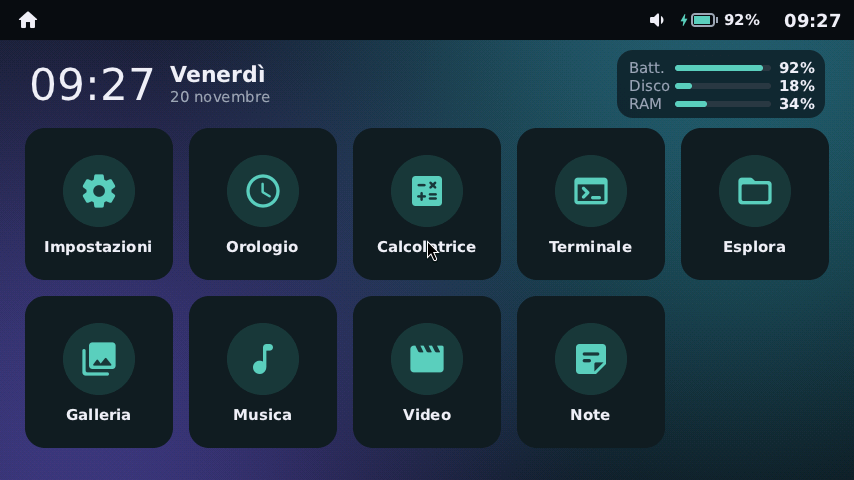 92% 09:27
09:27 Venerdì
20 novembre
Batt. 92%
Disco 18%
RAM 34%
Impostazioni Orologio Calcolatrice Terminale Esplora
Galleria Musica Video Note